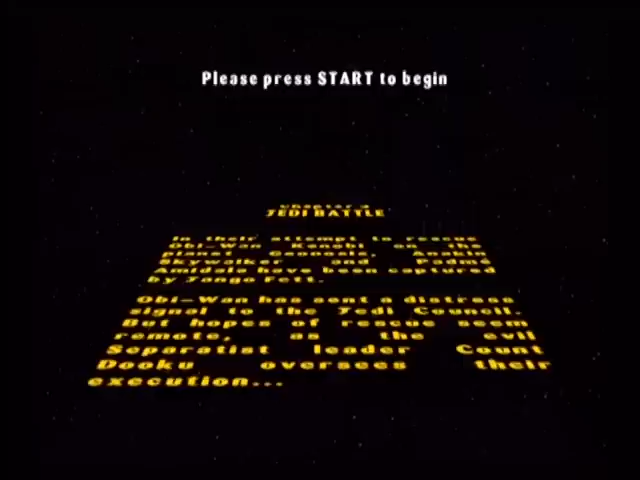 Please press START to begin
JEDI BATTLE
In their attempt to rescue
Obi-Wan Kenobi on the
planet Geonosis, Anakin
Skywalker and Padmé
Amidala have been captured
by Jango Fett.
Obi-Wan has sent a distress
signal to the Jedi Council.
But hopes of rescue seem
remote, as the evil
Separatist leader Count
Dooku oversees their
execution...